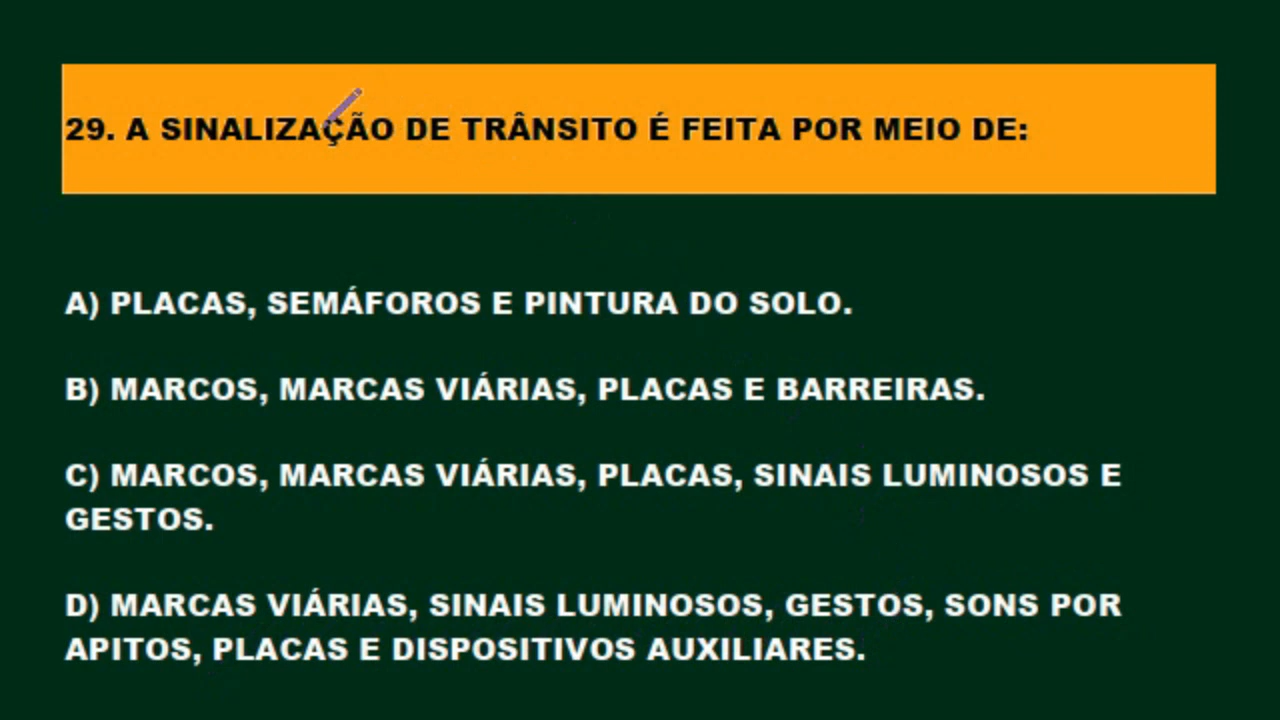 29. A SINALIZAÇÃO DE TRÂNSITO É FEITA POR MEIO DE:
A) PLACAS, SEMÁFOROS E PINTURA DO SOLO.
B) MARCOS, MARCAS VIÁRIAS, PLACAS E BARREIRAS.
C) MARCOS, MARCAS VIÁRIAS, PLACAS, SINAIS LUMINOSOS E
GESTOS.
D) MARCAS VIÁRIAS, SINAIS LUMINOSOS, GESTOS, SONS POR
APITOS, PLACAS E DISPOSITIVOS AUXILIARES.